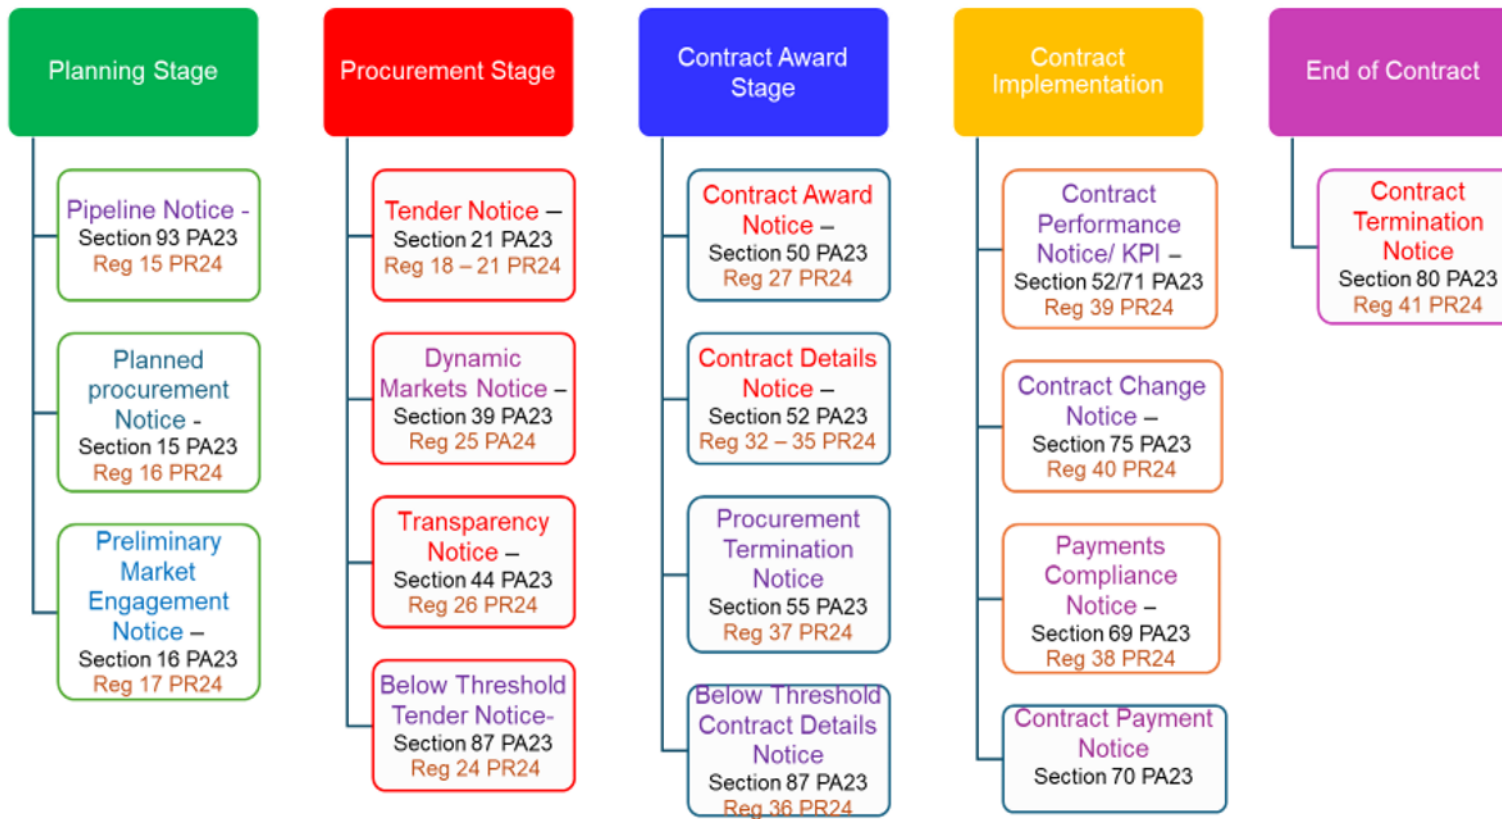 Planning Stage
Pipeline Notice -
Section 93 PA23
Reg 15 PR24
Planned
procurement
Notice -
Section 15 PA23
Reg 16 PR24
Preliminary
Market
Engagement
Notice –
Section 16 PA23
Reg 17 PR24
Procurement Stage
Tender Notice –
Section 21 PA23
Reg 18 – 21 PR24
Dynamic
Markets Notice –
Section 39 PA23
Reg 25 PA24
Transparency
Notice –
Section 44 PA23
Reg 26 PR24
Below Threshold
Tender Notice-
Section 87 PA23
Reg 24 PR24
Contract Award
Stage
Contract Award
Notice –
Section 50 PA23
Reg 27 PR24
Contract Details
Notice –
Section 52 PA23
Reg 32 – 35 PR24
Procurement
Termination
Notice
Section 55 PA23
Reg 37 PR24
Below Threshold
Contract Details
Notice
Section 87 PA23
Reg 36 PR24
Contract
Implementation
Contract
Performance
Notice/ KPI –
Section 52/71 PA23
Reg 39 PR24
Contract Change
Notice –
Section 75 PA23
Reg 40 PR24
Payments
Compliance
Notice –
Section 69 PA23
Reg 38 PR24
Contract Payment
Notice
Section 70 PA23
End of Contract
Contract
Termination
Notice
Section 80 PA23
Reg 41 PR24